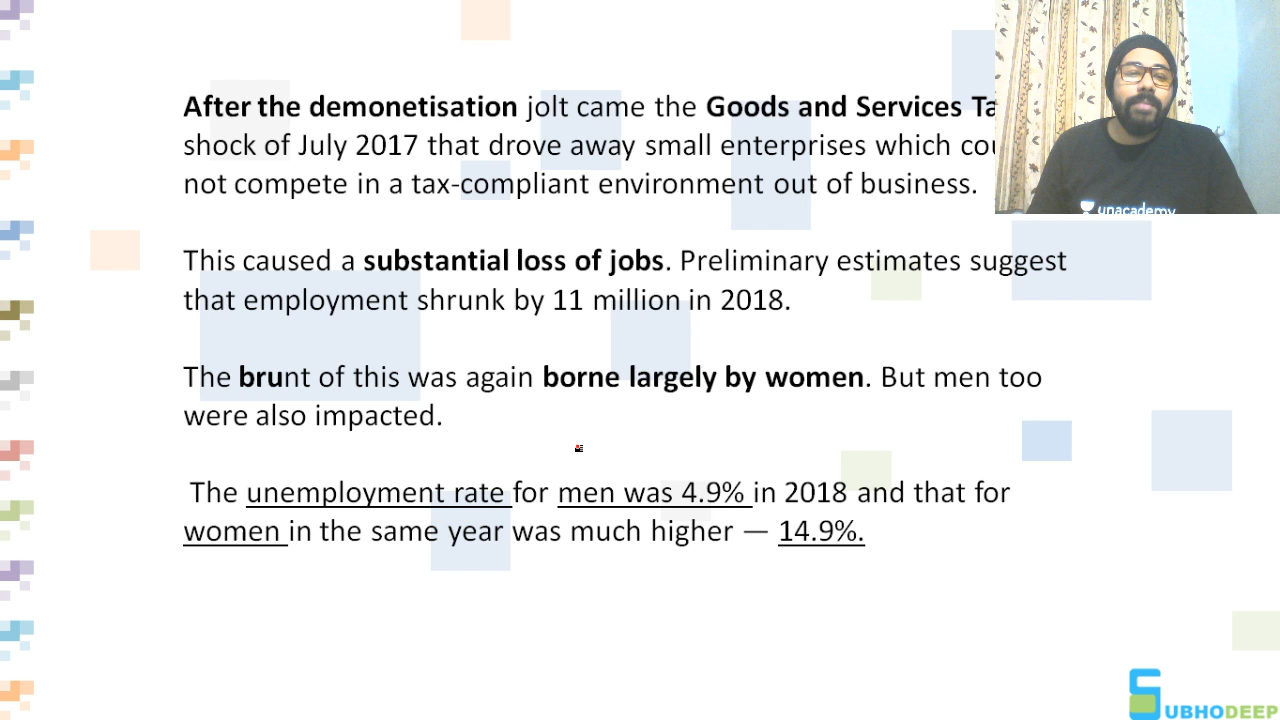 After the demonetisation jolt came the Goods and Services
shock of July 2017 that drove away small enterprises which
not compete in a tax-compliant environment out of business.
This caused a substantial loss of jobs. Preliminary estimates suggest
that employment shrunk by 11 million in 2018.
The brunt of this was again borne largely by women. But men too
were also impacted.
The unemployment rate for men was 4.9% in 2018 and that for
women in the same year was much higher — 14.9%.
unacademy
SUBHODEEP